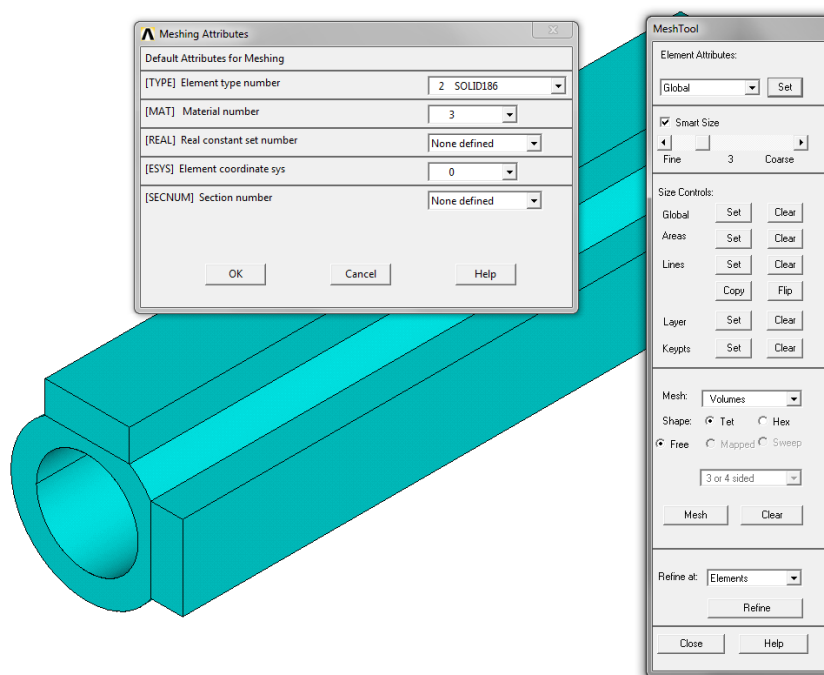 Meshing Attributes
Default Attributes for Meshing
[TYPE] Element type number 2 SOLID186
[MAT] Material number 3
[REAL] Real constant set number None defined
[ESYS] Element coordinate sys 0
[SECNUM] Section number None defined
OK Cancel Help
MeshTool
Element Attributes:
Global Set
Smart Size
Fine 3 Coarse
Size Controls:
Global Set Clear
Areas Set Clear
Lines Set Clear
Copy Flip
Layer Set Clear
Keypts Set Clear
Mesh: Volumes
Shape: Tet Hex
Free Mapped Sweep
3 or 4 sided
Mesh Clear
Refine at: Elements
Refine
Close Help